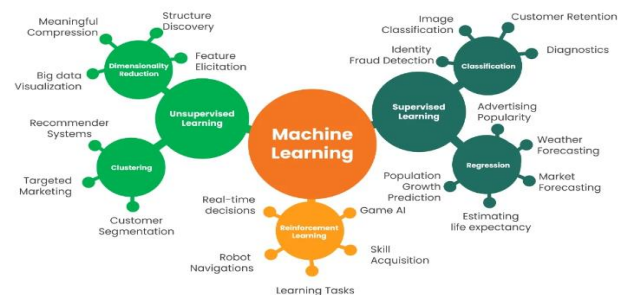 Meaningful
Compression
Structure
Discovery
Dimensionality
Reduction
Feature
Elicitation
Big data
Visualization
Unsupervised
Learning
Recommender
Systems
Clustering
Targeted
Marketing
Customer
Segmentation
Machine
Learning
Real-time
decisions
Game AI
Reinforcement
Learning
Robot
Navigations
Skill
Acquisition
Learning Tasks
Supervised
Learning
Image
Classification
Customer Retention
Identity
Fraud Detection
Classification
Diagnostics
Advertising
Popularity
Weather
Forecasting
Regression
Population
Growth
Prediction
Market
Forecasting
Estimating
life expectancy